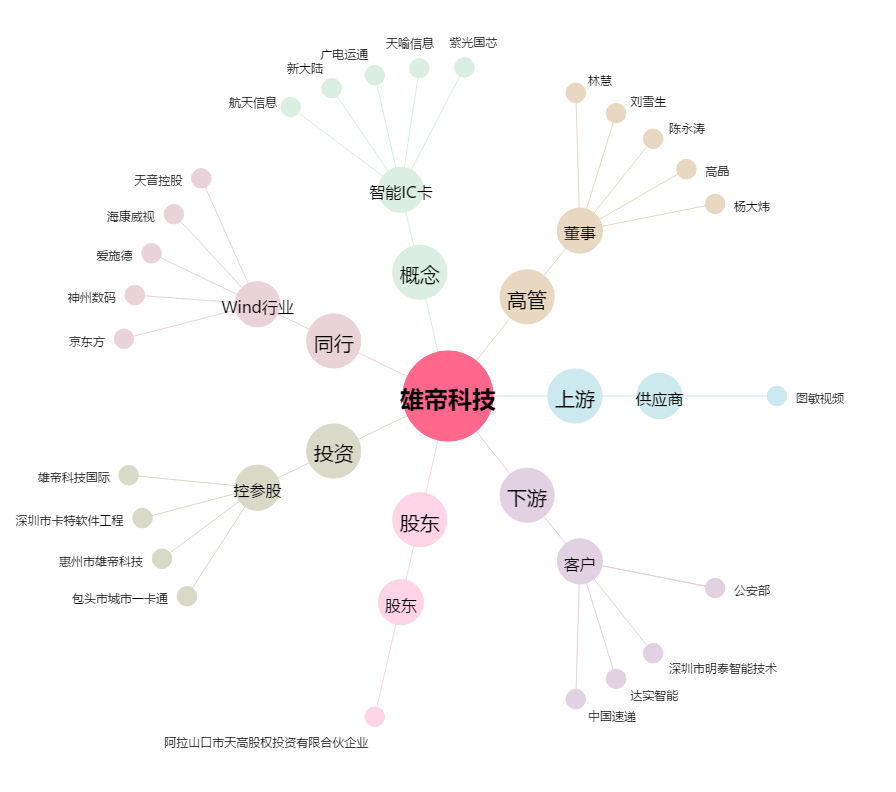 紫光国芯
天喻信息
广电运通
新大陆
航天信息
智能IC卡
概念
林慧
刘雪生
陈永涛
高晶
杨大炜
董事
高管
天音控股
海康威视
爱施德
神州数码
京东方
Wind行业
同行
雄帝科技
上游
供应商
图敏视频
投资
控参股
雄帝科技国际
深圳市卡特软件工程
惠州市雄帝科技
包头市城市一卡通
股东
股东
阿拉山口市天高股权投资有限合伙企业
下游
客户
公安部
深圳市明泰智能技术
达实智能
中国速递